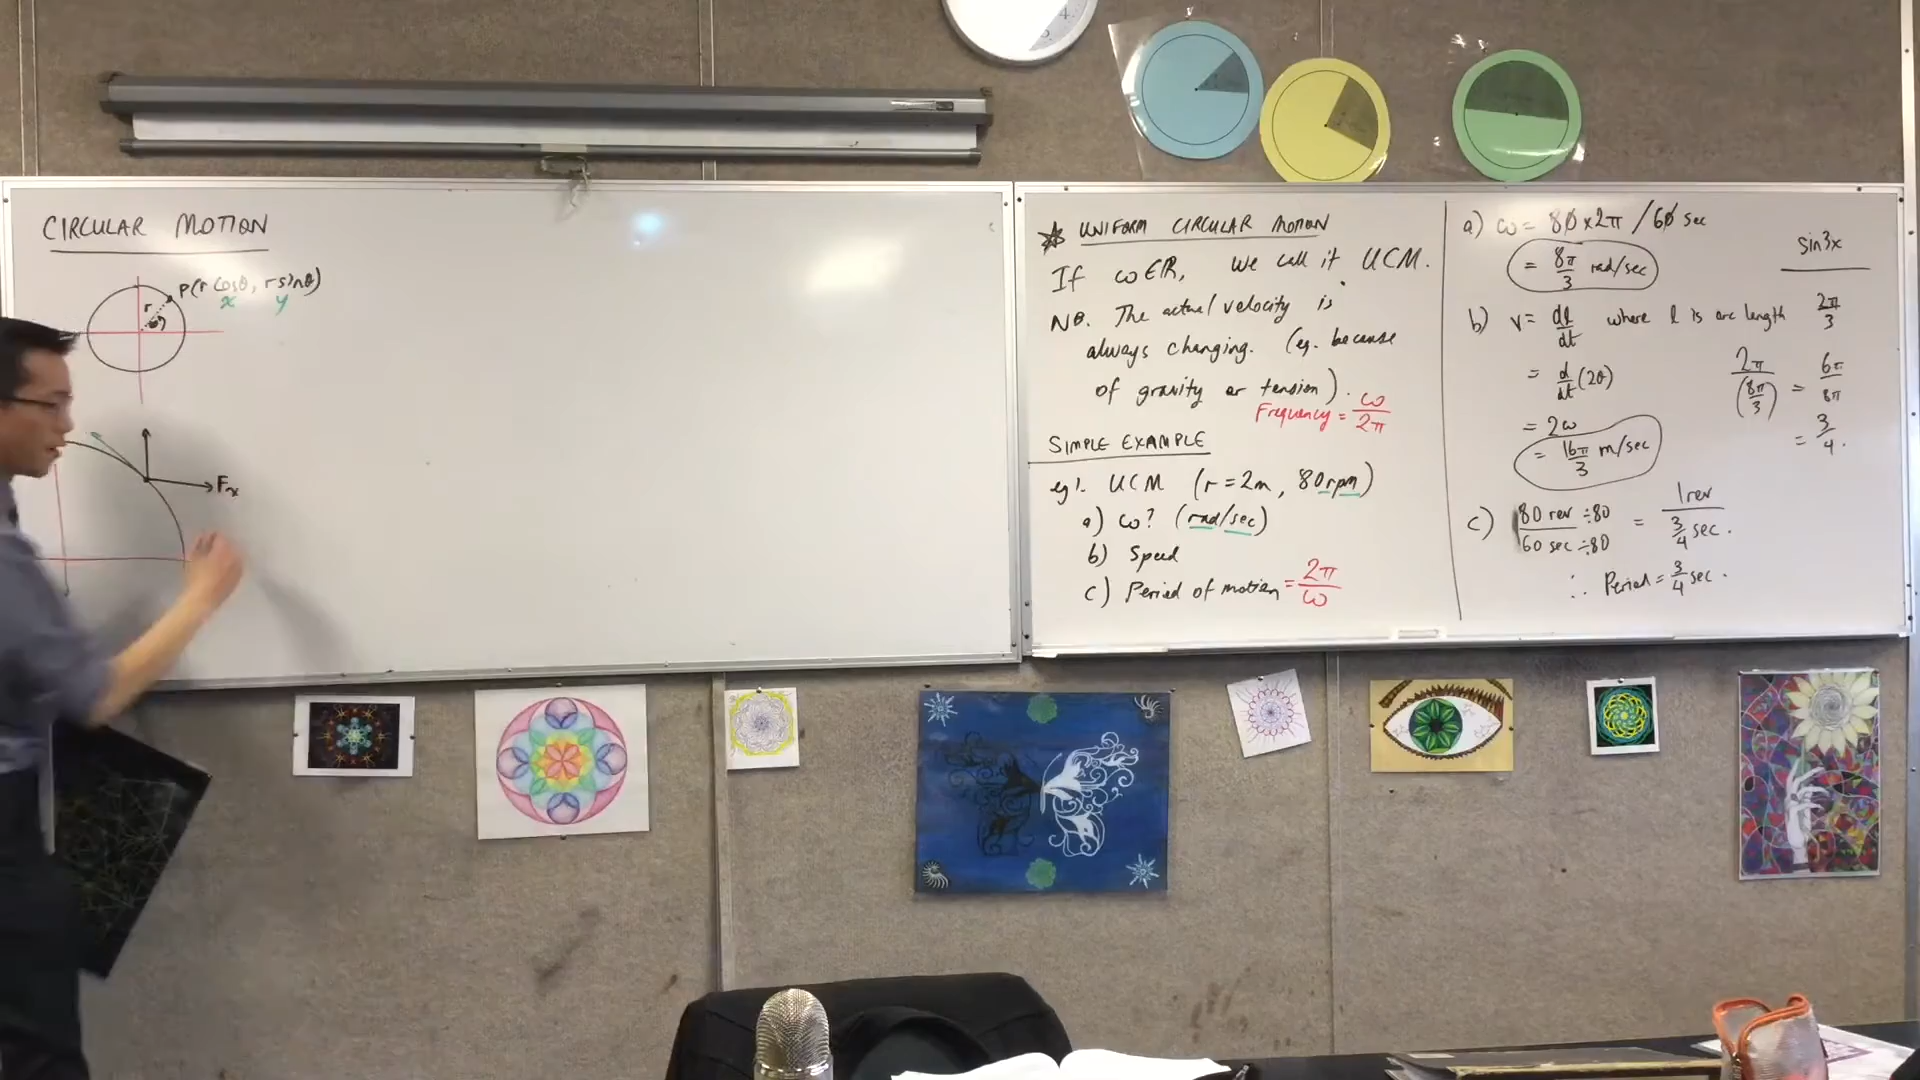 CIRCULAR MOTION
P(r cosθ, r sinθ)
x y
r
Fx
UNIFORM CIRCULAR MOTION
If ω∈ℝ, we call it UCM.
NB. The actual velocity is
always changing. (eg. because
of gravity or tension).
Frequency = ω/2π
SIMPLE EXAMPLE
eg 1. UCM (r = 2m, 80rpm)
a) ω? (rad/sec)
b) Speed
c) Period of motion = 2π/ω
a) ω = 80 x 2π / 60 sec
= 8π/3 rad/sec
b) v = dl/dt where l is arc length
= d/dt (2θ)
= 2ω
= 16π/3 m/sec
c) 80 rev ÷80 / 60 sec ÷80 = 1 rev / 3/4 sec.
∴ Period = 3/4 sec.
sin3x
2π/3
2π/(8π/3) = 6π/8π
= 3/4.